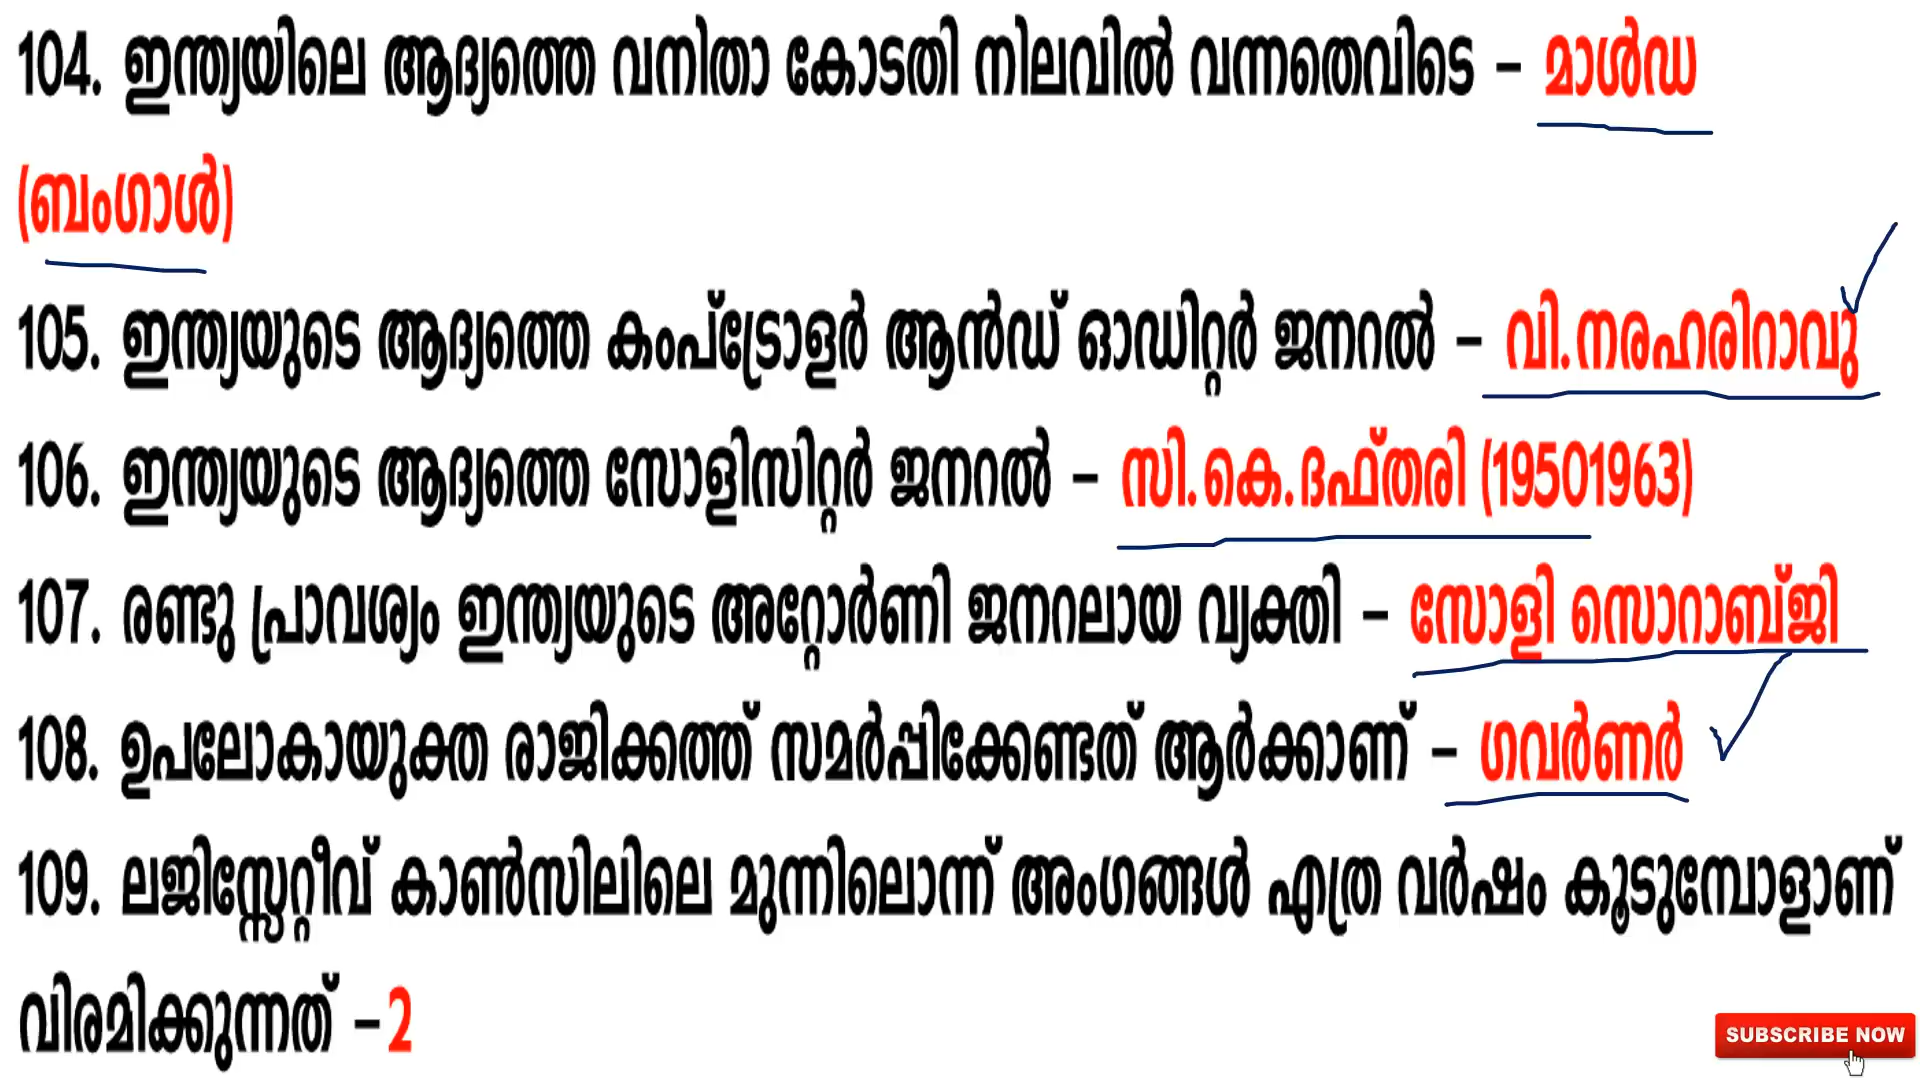 104. ഇന്ത്യയിലെ ആദ്യത്തെ വനിതാ കോടതി നിലവിൽ വന്നതെവിടെ – മാൾഡ
(ബംഗാൾ)
105. ഇന്ത്യയുടെ ആദ്യത്തെ കംപ്ട്രോളർ ആൻഡ് ഓഡിറ്റർ ജനറൽ – വി.നരഹരിറാവു
106. ഇന്ത്യയുടെ ആദ്യത്തെ സോളിസിറ്റർ ജനറൽ – സി.കെ.ദഫ്തരി (19501963)
107. രണ്ടു പ്രാവശ്യം ഇന്ത്യയുടെ അറ്റോർണി ജനറലായ വ്യക്തി – സോളി സൊറാബ്ജി
108. ഉപലോകായുക്ത രാജിക്കത്ത് സമർപ്പിക്കേണ്ടത് ആർക്കാണ് – ഗവർണർ
109. ലജിസ്ലേറ്റീവ് കാൺസിലിലെ മൂന്നിലൊന്ന് അംഗങ്ങൾ എത്ര വർഷം കൂടുമ്പോളാണ്
വിരമിക്കുന്നത് –2
SUBSCRIBE NOW